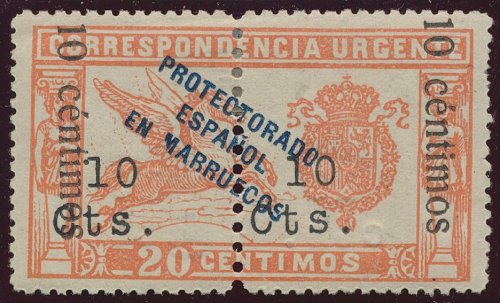 CORRESPONDENCIA URGENTE
10 céntimos
PROTECTORADO
ESPAÑOL
EN MARRUECOS
10 céntimos
10
Cts.
10
Cts.
20 CENTIMOS